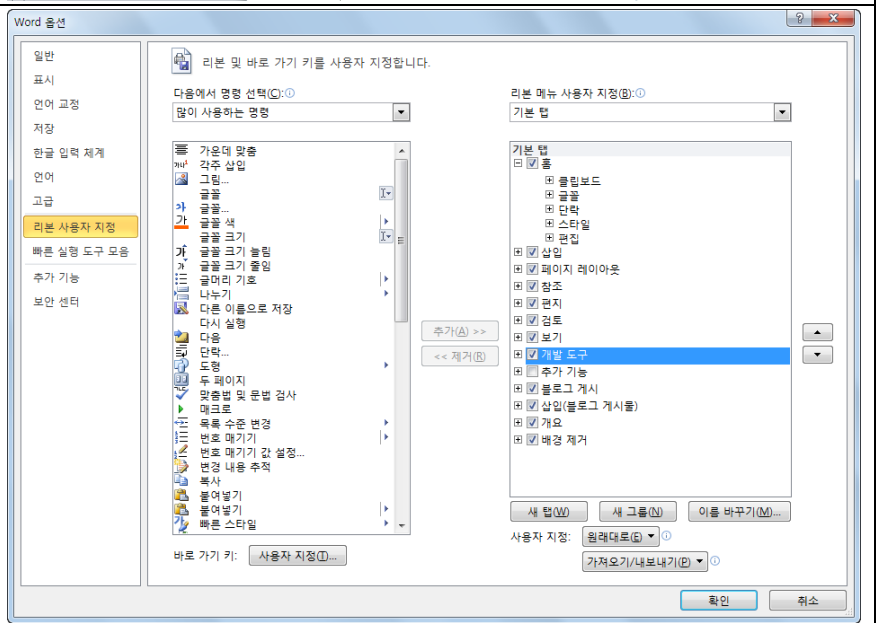 Word 옵션
일반
표시
언어 교정
저장
한글 입력 체계
언어
고급
리본 사용자 지정
빠른 실행 도구 모음
추가 기능
보안 센터
리본 및 바로 가기 키를 사용자 지정합니다.
다음에서 명령 선택(C):
많이 사용하는 명령
가운데 맞춤
각주 삽입
그림...
글꼴
글꼴...
글꼴 색
글꼴 크기
글꼴 크기 늘림
글꼴 크기 줄임
글머리 기호
나누기
다른 이름으로 저장
다시 실행
다음
단락...
도형
두 페이지
맞춤법 및 문법 검사
매크로
목록 수준 변경
번호 매기기
번호 매기기 값 설정...
변경 내용 추적
복사
붙여넣기
붙여넣기
빠른 스타일
바로 가기 키: 사용자 지정(T)...
추가(A) >>
<< 제거(R)
리본 메뉴 사용자 지정(B):
기본 탭
기본 탭
홈
클립보드
글꼴
단락
스타일
편집
삽입
페이지 레이아웃
참조
편지
검토
보기
개발 도구
추가 기능
블로그 게시
삽입(블로그 게시물)
개요
배경 제거
새 탭(W) 새 그룹(N) 이름 바꾸기(M)...
사용자 지정: 원래대로(E)
가져오기/내보내기(P)
확인 취소